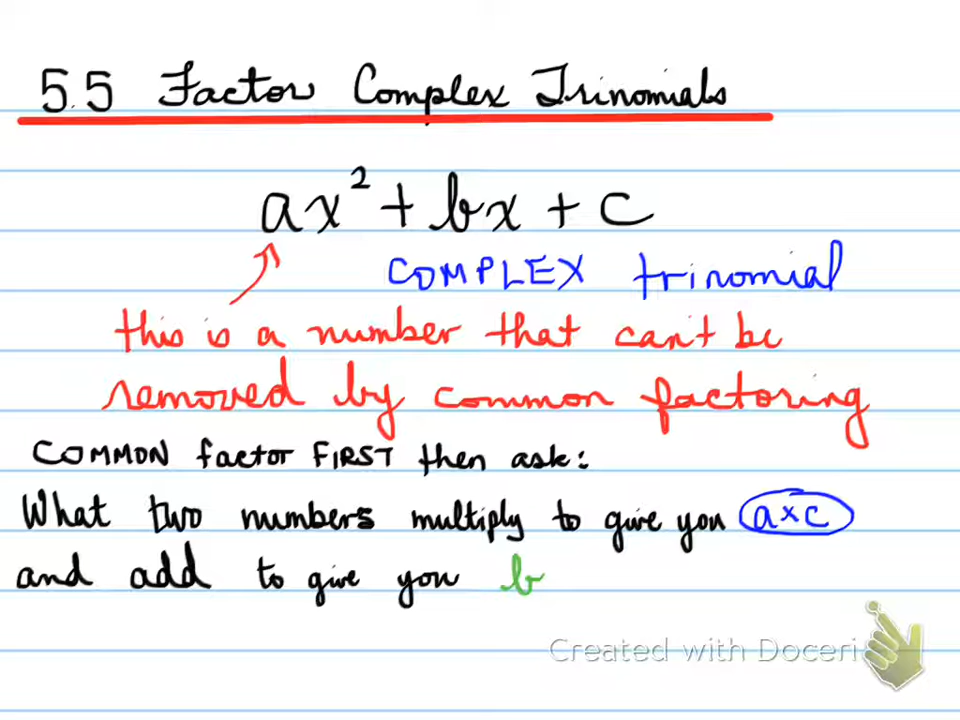 5.5 Factor Complex Trinomials
ax² + bx + c
COMPLEX trinomial
this is a number that can't be
removed by common factoring
COMMON factor FIRST then ask:
What two numbers multiply to give you a×c
and add to give you b
Created with Doceri